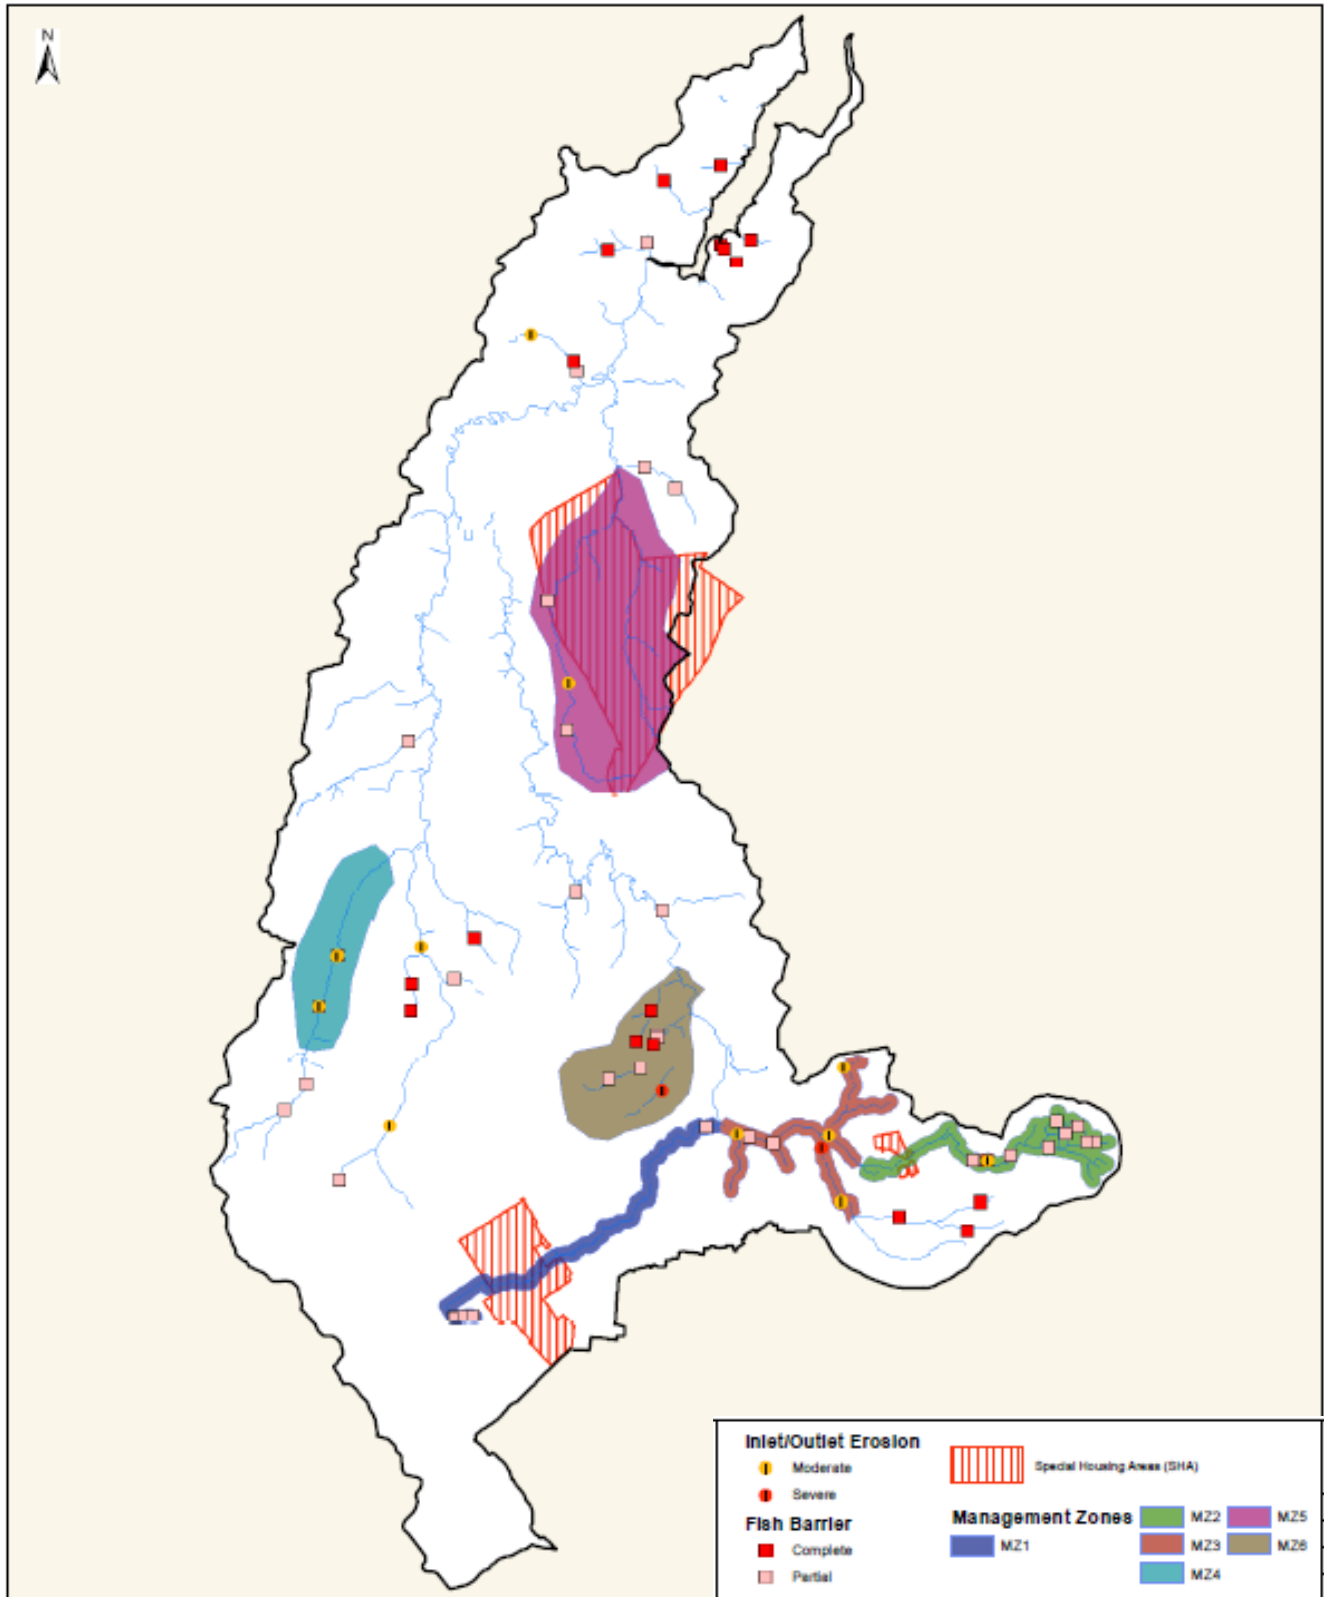 N
Inlet/Outlet Erosion
Moderate
Severe
Fish Barrier
Complete
Partial
Special Housing Areas (SHA)
Management Zones
MZ1
MZ2
MZ3
MZ4
MZ5
MZ6